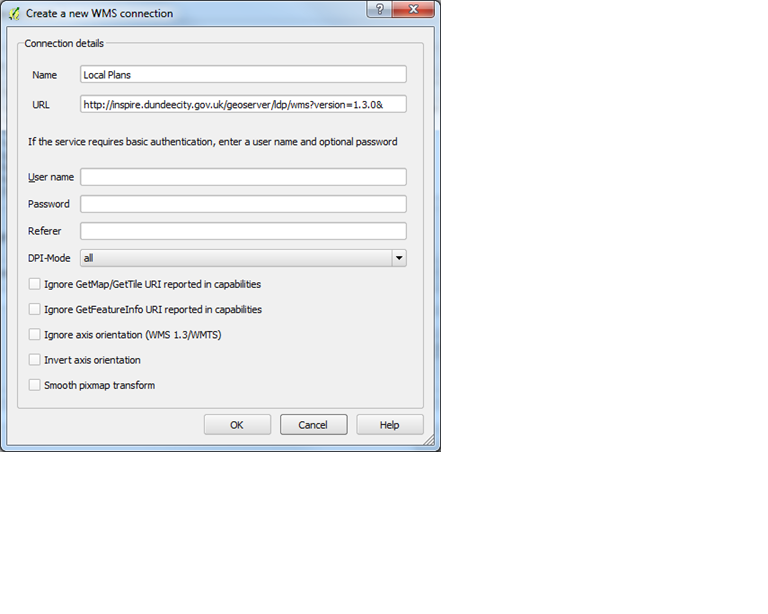 Create a new WMS connection
Connection details
Name Local Plans
URL http://inspire.dundeecity.gov.uk/geoserver/ldp/wms?version=1.3.0&
If the service requires basic authentication, enter a user name and optional password
User name
Password
Referer
DPI-Mode all
Ignore GetMap/GetTile URI reported in capabilities
Ignore GetFeatureInfo URI reported in capabilities
Ignore axis orientation (WMS 1.3/WMTS)
Invert axis orientation
Smooth pixmap transform
OK Cancel Help